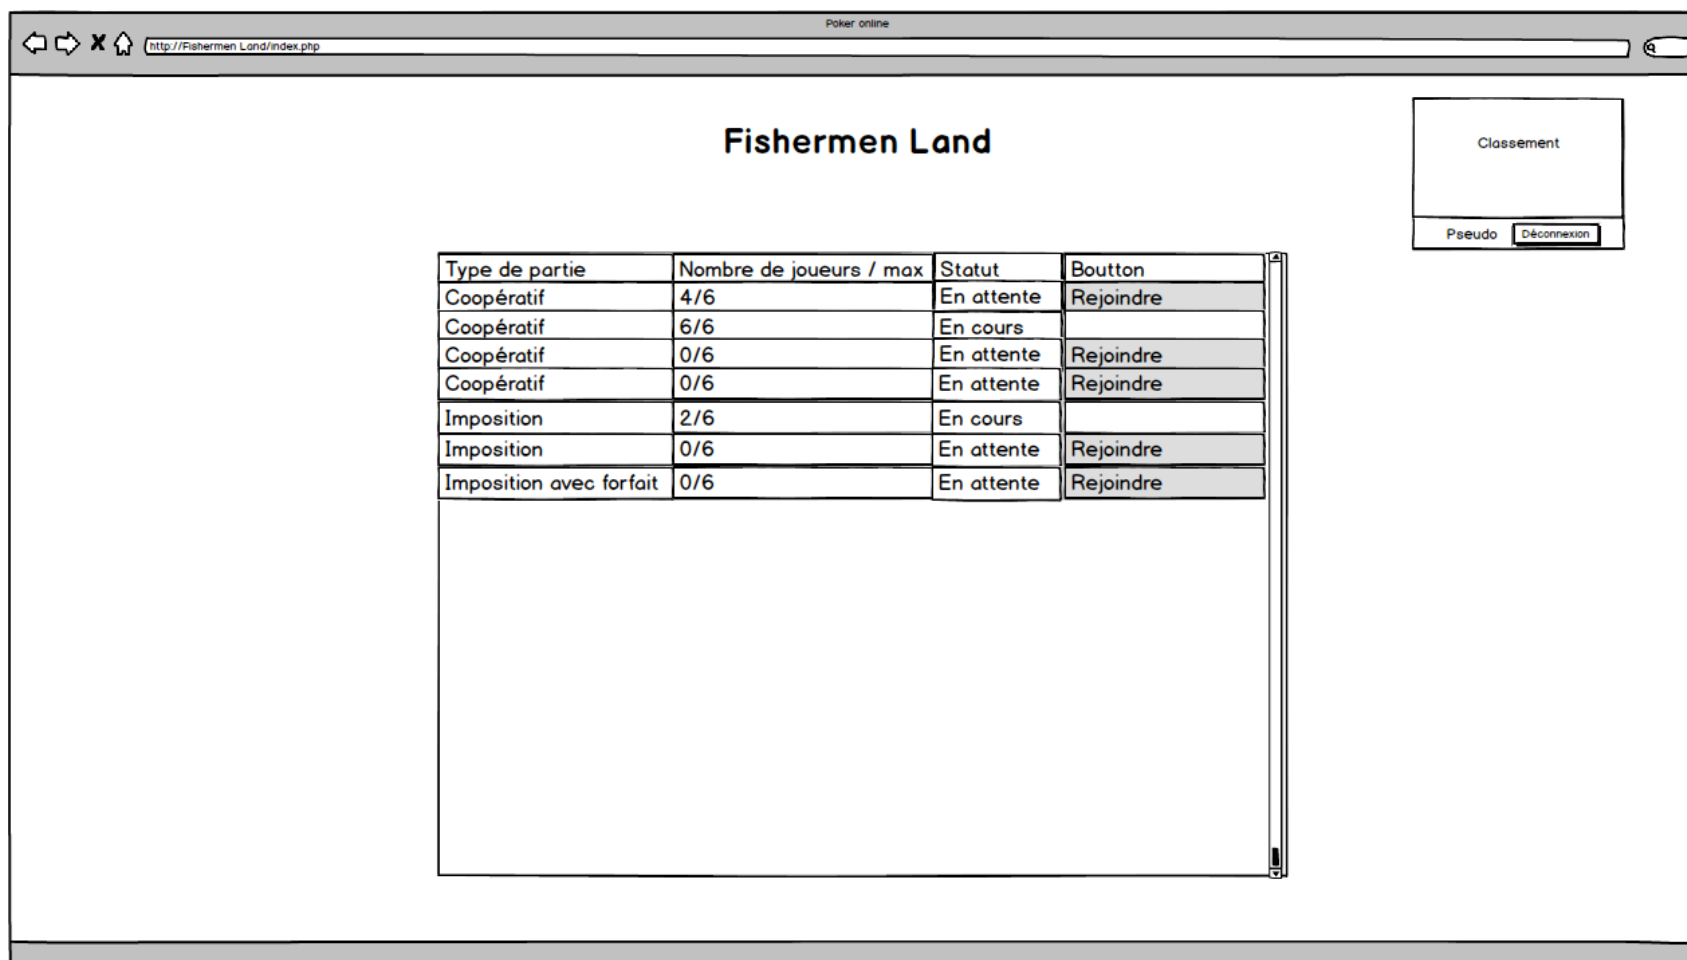 Poker online
http://Fishermen Land/index.php
Fishermen Land
Classement
Pseudo Déconnexion
Type de partie Nombre de joueurs / max Statut Boutton
Coopératif 4/6 En attente Rejoindre
Coopératif 6/6 En cours
Coopératif 0/6 En attente Rejoindre
Coopératif 0/6 En attente Rejoindre
Imposition 2/6 En cours
Imposition 0/6 En attente Rejoindre
Imposition avec forfait 0/6 En attente Rejoindre